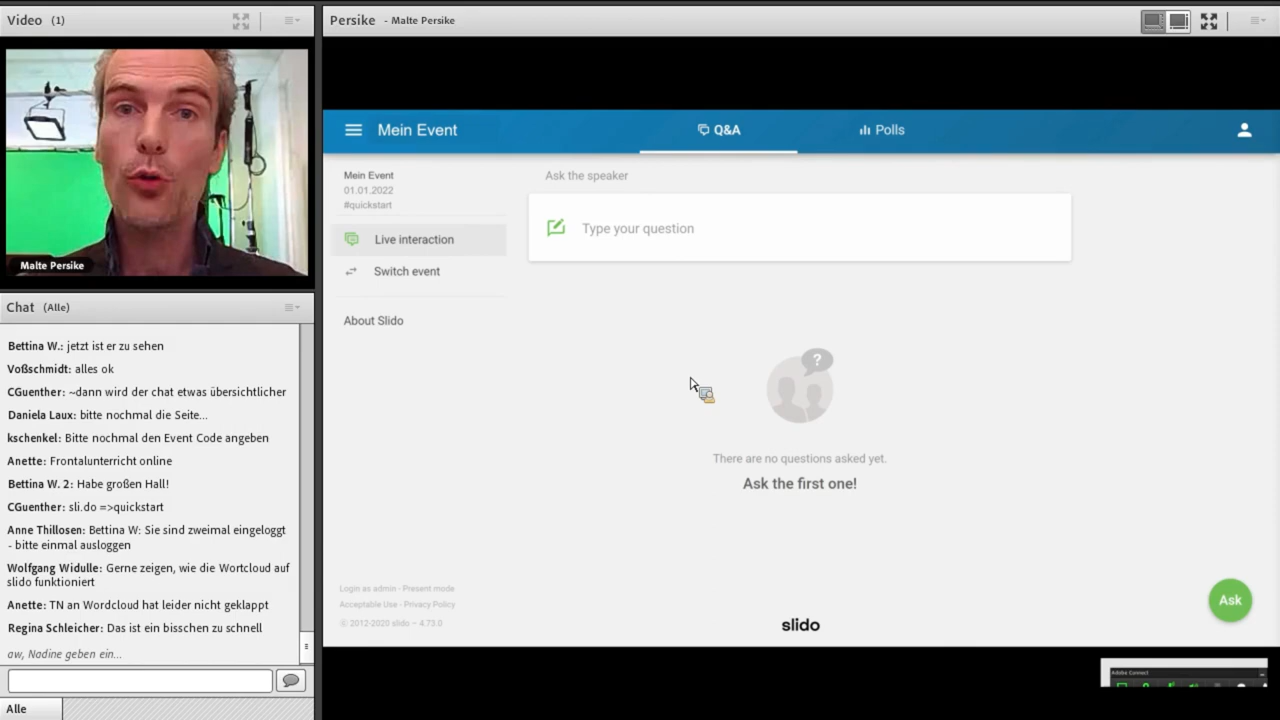 Video (1)
Malte Persike
Chat (Alle)
Bettina W.: jetzt ist er zu sehen
Voßschmidt: alles ok
CGuenther: ~dann wird der chat etwas übersichtlicher
Daniela Laux: bitte nochmal die Seite...
kschenkel: Bitte nochmal den Event Code angeben
Anette: Frontalunterricht online
Bettina W. 2: Habe großen Hall!
CGuenther: sli.do =>quickstart
Anne Thillosen: Bettina W: Sie sind zweimal eingeloggt
- bitte einmal ausloggen
Wolfgang Widulle: Gerne zeigen, wie die Wortcloud auf
slido funktioniert
Anette: TN an Wordcloud hat leider nicht geklappt
Regina Schleicher: Das ist ein bisschen zu schnell
aw, Nadine geben ein...
Alle
Persike - Malte Persike
Mein Event
Q&A
Polls
Mein Event
01.01.2022
#quickstart
Live interaction
Switch event
About Slido
Ask the speaker
Type your question
?
There are no questions asked yet.
Ask the first one!
Login as admin - Present mode
Acceptable Use - Privacy Policy
© 2012-2020 slido – 4.73.0
slido
Ask
Adobe Connect